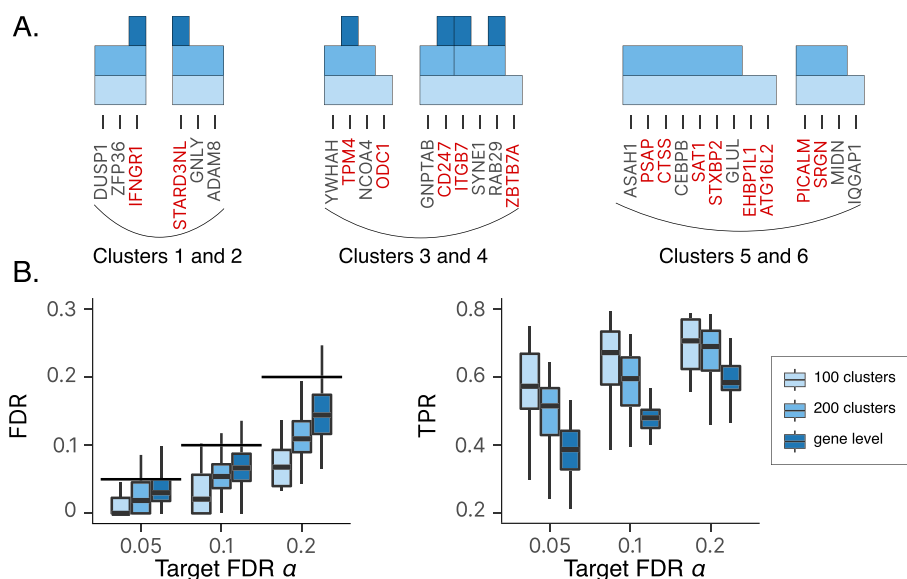 A.
DUSP1
ZFP36
IFNGR1
STARD3NL
GNLY
ADAM8
YWHAH
TPM4
NCOA4
ODC1
GNPTAB
CD247
ITGB7
SYNE1
RAB29
ZBTB7A
ASAH1
PSAP
CTSS
CEBPB
SAT1
STXBP2
GLUL
EHBP1L1
ATG16L2
PICALM
SRGN
MIDN
IQGAP1
Clusters 1 and 2
Clusters 3 and 4
Clusters 5 and 6
B.
FDR
0.3
0.2
0.1
0
0.05
0.1
0.2
Target FDR α
TPR
0.8
0.6
0.4
0.2
0.05
0.1
0.2
Target FDR α
100 clusters
200 clusters
gene level